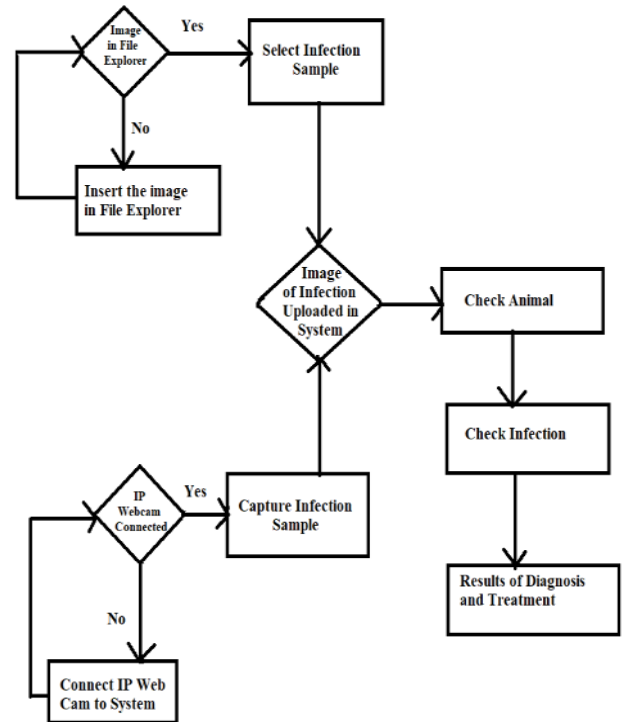 Image
in File
Explorer
Yes
Select Infection
Sample
No
Insert the image
in File Explorer
Image
of Infection
Uploaded in
System
Check Animal
Check Infection
IP
Webcam
Connected
Yes
Capture Infection
Sample
Results of Diagnosis
and Treatment
No
Connect IP Web
Cam to System